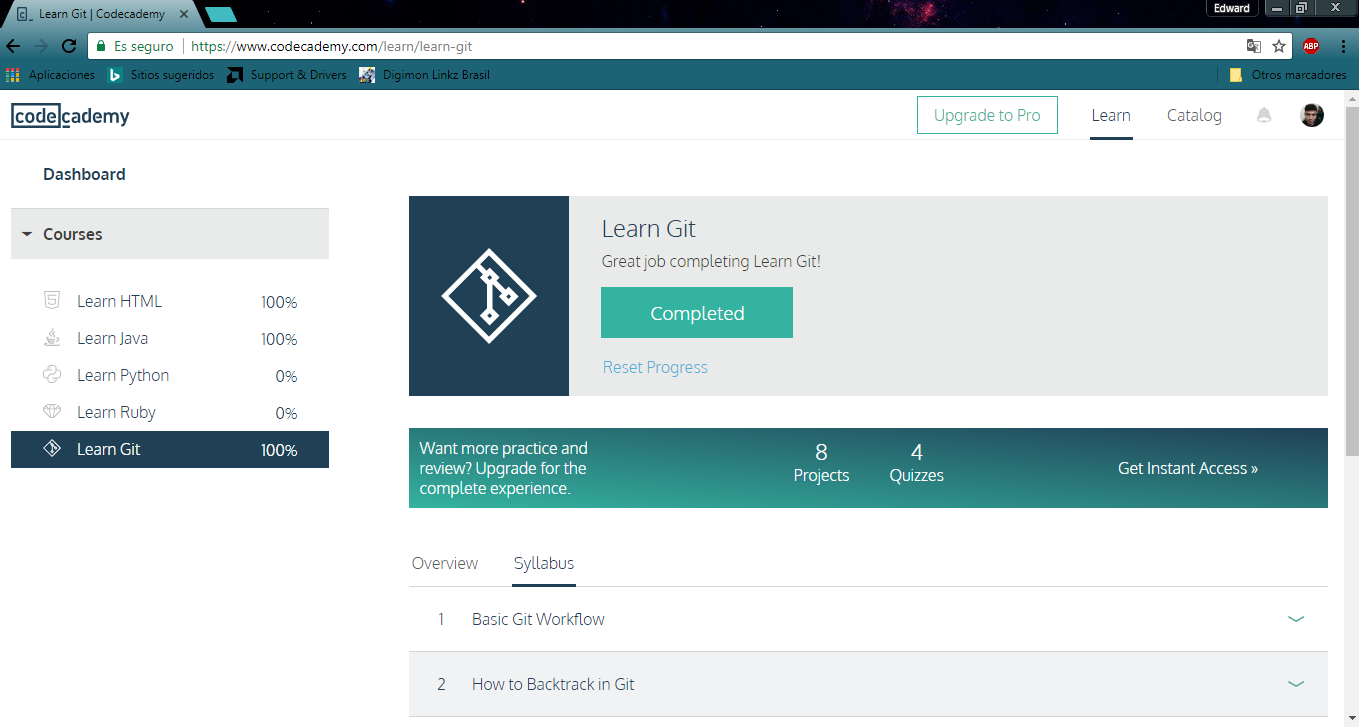 Learn Git | Codecademy
Edward
Es seguro
https://www.codecademy.com/learn/learn-git
ABP
Aplicaciones
Sitios sugeridos
Support & Drivers
Digimon Linkz Brasil
Otros marcadores
codecademy
Upgrade to Pro
Learn
Catalog
Dashboard
Courses
Learn HTML 100%
Learn Java 100%
Learn Python 0%
Learn Ruby 0%
Learn Git 100%
Learn Git
Great job completing Learn Git!
Completed
Reset Progress
Want more practice and
review? Upgrade for the
complete experience.
8
Projects
4
Quizzes
Get Instant Access »
Overview
Syllabus
1 Basic Git Workflow
2 How to Backtrack in Git